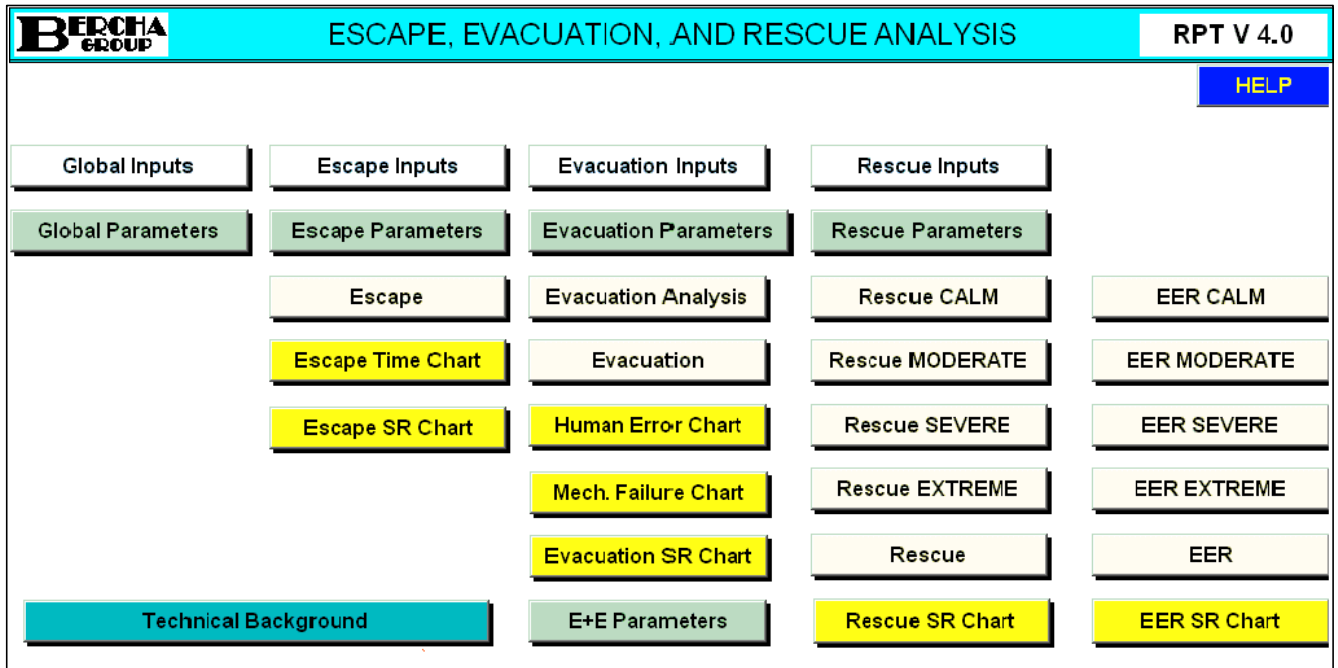 BERCHA GROUP
ESCAPE, EVACUATION, AND RESCUE ANALYSIS
RPT V 4.0
HELP
Global Inputs
Escape Inputs
Evacuation Inputs
Rescue Inputs
Global Parameters
Escape Parameters
Evacuation Parameters
Rescue Parameters
Escape
Evacuation Analysis
Rescue CALM
EER CALM
Escape Time Chart
Evacuation
Rescue MODERATE
EER MODERATE
Escape SR Chart
Human Error Chart
Rescue SEVERE
EER SEVERE
Mech. Failure Chart
Rescue EXTREME
EER EXTREME
Evacuation SR Chart
Rescue
EER
Technical Background
E+E Parameters
Rescue SR Chart
EER SR Chart